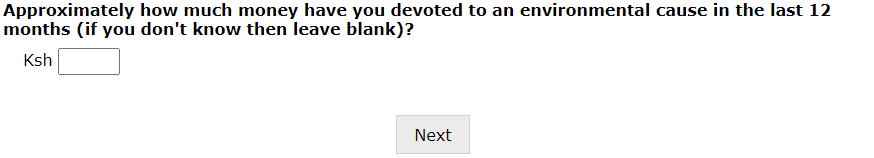 Approximately how much money have you devoted to an environmental cause in the last 12
months (if you don't know then leave blank)?
Ksh
Next